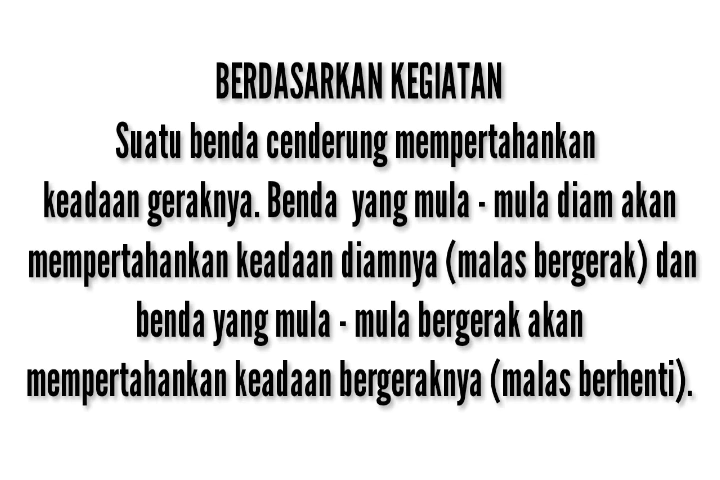 BERDASARKAN KEGIATAN
Suatu benda cenderung mempertahankan
keadaan geraknya. Benda yang mula - mula diam akan
mempertahankan keadaan diamnya (malas bergerak) dan
benda yang mula - mula bergerak akan
mempertahankan keadaan bergeraknya (malas berhenti).